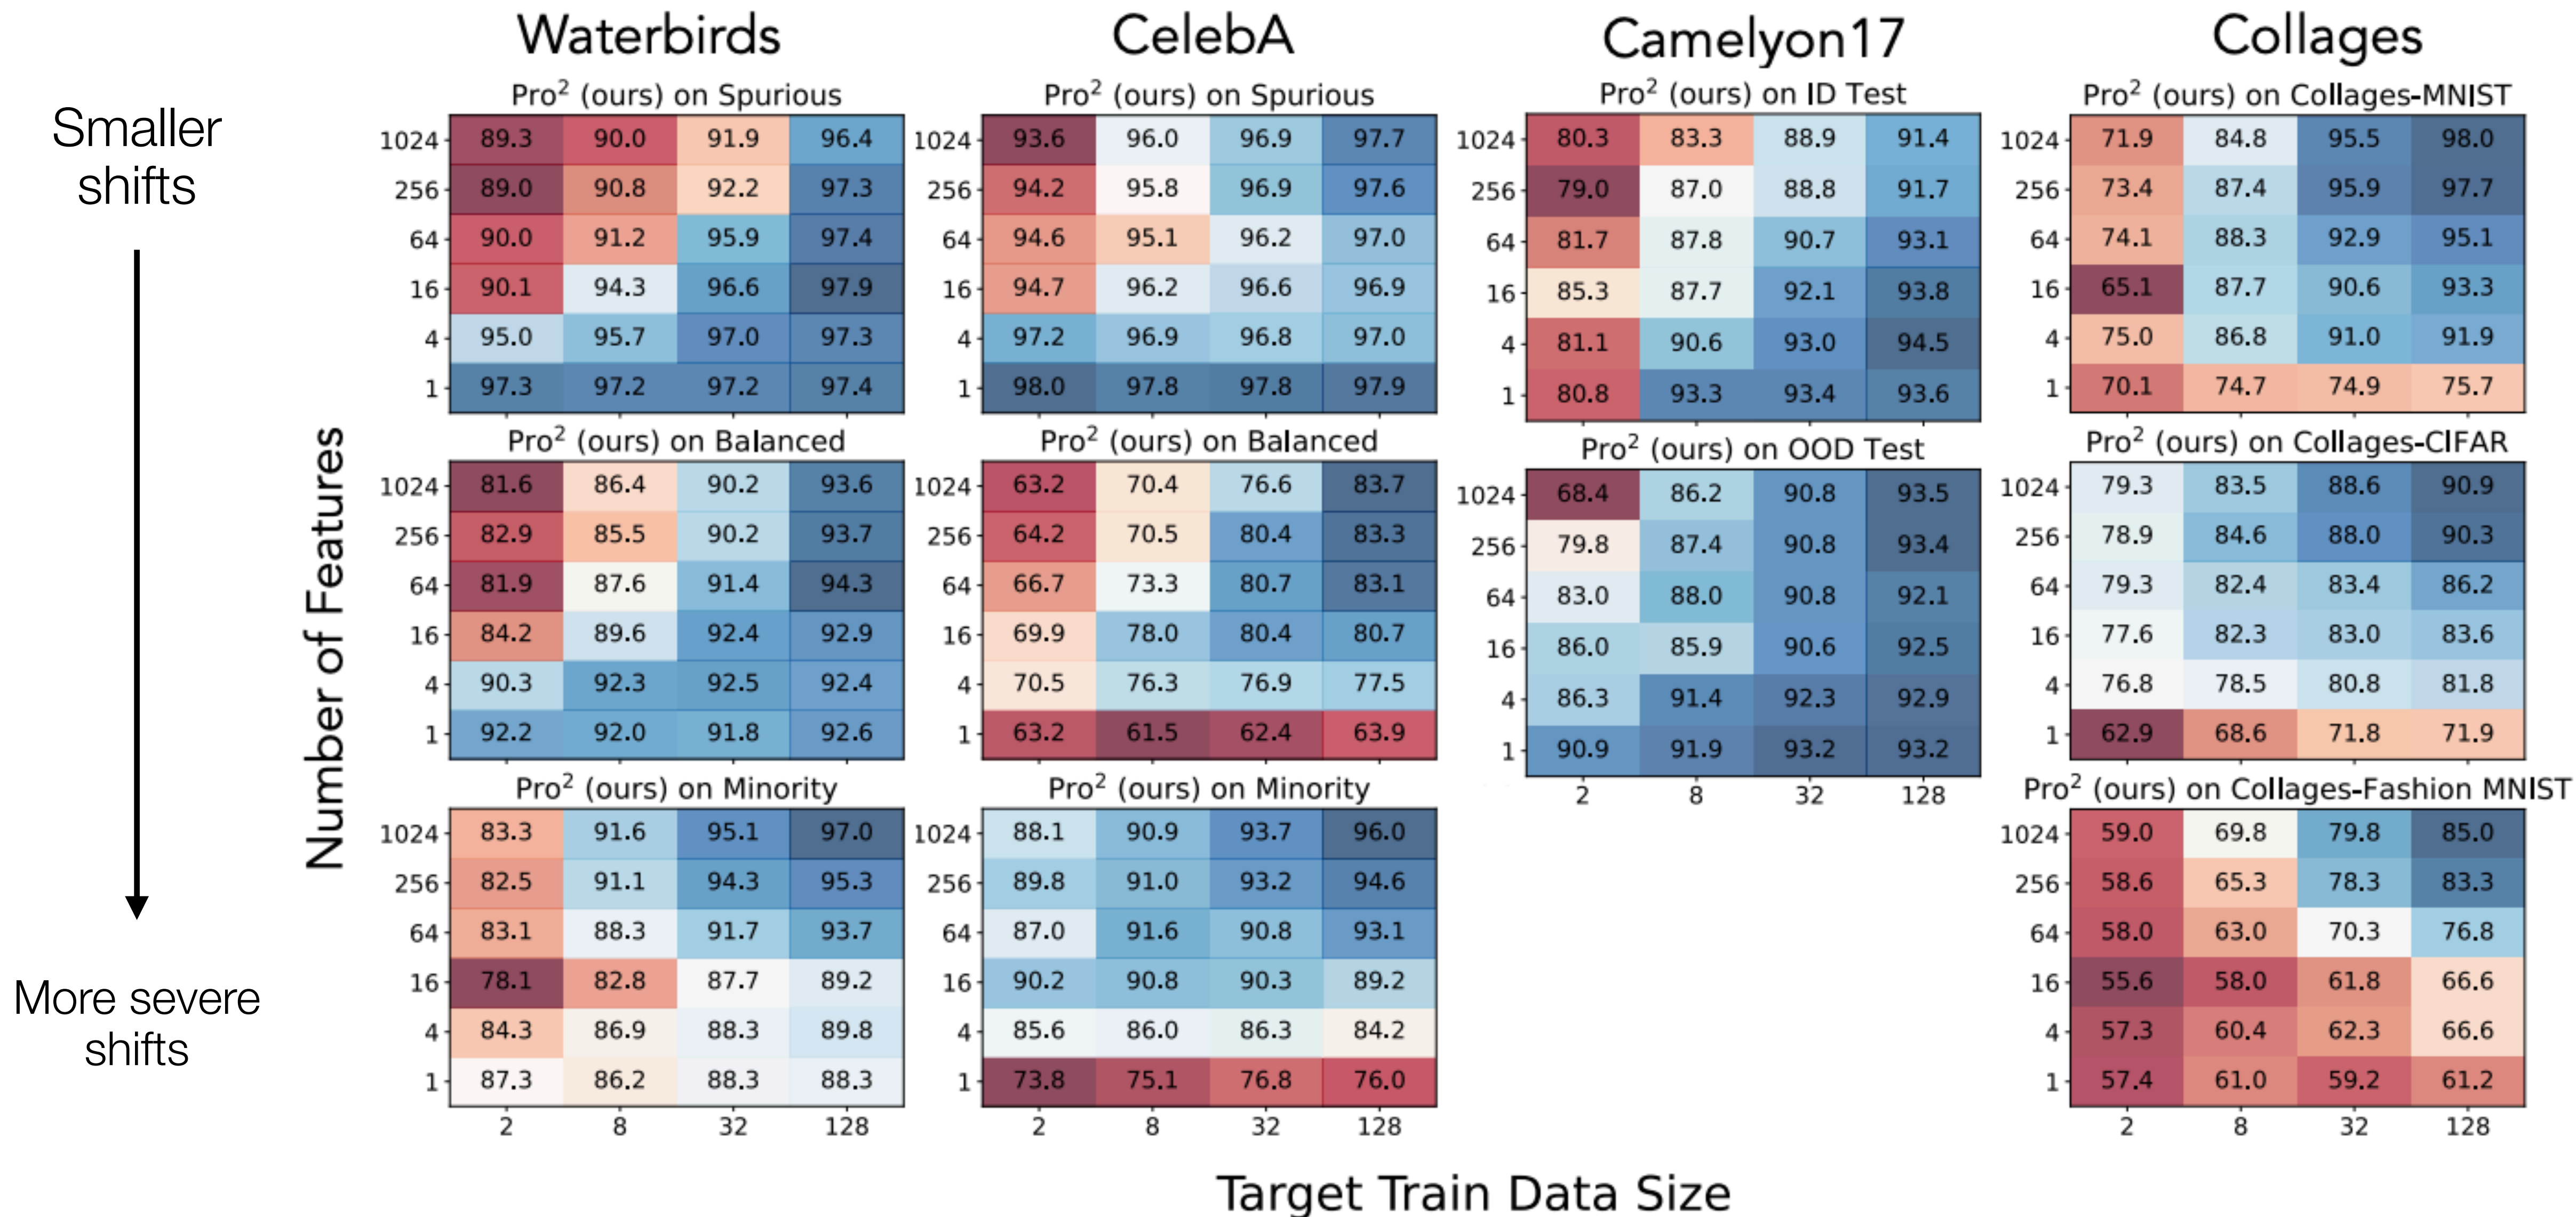 Waterbirds CelebA Camelyon17 Collages
Smaller
shifts
More severe
shifts
Number of Features
Pro² (ours) on Spurious
1024 89.3 90.0 91.9 96.4
256 89.0 90.8 92.2 97.3
64 90.0 91.2 95.9 97.4
16 90.1 94.3 96.6 97.9
4 95.0 95.7 97.0 97.3
1 97.3 97.2 97.2 97.4
Pro² (ours) on Balanced
1024 81.6 86.4 90.2 93.6
256 82.9 85.5 90.2 93.7
64 81.9 87.6 91.4 94.3
16 84.2 89.6 92.4 92.9
4 90.3 92.3 92.5 92.4
1 92.2 92.0 91.8 92.6
Pro² (ours) on Minority
1024 83.3 91.6 95.1 97.0
256 82.5 91.1 94.3 95.3
64 83.1 88.3 91.7 93.7
16 78.1 82.8 87.7 89.2
4 84.3 86.9 88.3 89.8
1 87.3 86.2 88.3 88.3
2 8 32 128
Pro² (ours) on Spurious
1024 93.6 96.0 96.9 97.7
256 94.2 95.8 96.9 97.6
64 94.6 95.1 96.2 97.0
16 94.7 96.2 96.6 96.9
4 97.2 96.9 96.8 97.0
1 98.0 97.8 97.8 97.9
Pro² (ours) on Balanced
1024 63.2 70.4 76.6 83.7
256 64.2 70.5 80.4 83.3
64 66.7 73.3 80.7 83.1
16 69.9 78.0 80.4 80.7
4 70.5 76.3 76.9 77.5
1 63.2 61.5 62.4 63.9
Pro² (ours) on Minority
1024 88.1 90.9 93.7 96.0
256 89.8 91.0 93.2 94.6
64 87.0 91.6 90.8 93.1
16 90.2 90.8 90.3 89.2
4 85.6 86.0 86.3 84.2
1 73.8 75.1 76.8 76.0
2 8 32 128
Pro² (ours) on ID Test
1024 80.3 83.3 88.9 91.4
256 79.0 87.0 88.8 91.7
64 81.7 87.8 90.7 93.1
16 85.3 87.7 92.1 93.8
4 81.1 90.6 93.0 94.5
1 80.8 93.3 93.4 93.6
Pro² (ours) on OOD Test
1024 68.4 86.2 90.8 93.5
256 79.8 87.4 90.8 93.4
64 83.0 88.0 90.8 92.1
16 86.0 85.9 90.6 92.5
4 86.3 91.4 92.3 92.9
1 90.9 91.9 93.2 93.2
2 8 32 128
Pro² (ours) on Collages-MNIST
1024 71.9 84.8 95.5 98.0
256 73.4 87.4 95.9 97.7
64 74.1 88.3 92.9 95.1
16 65.1 87.7 90.6 93.3
4 75.0 86.8 91.0 91.9
1 70.1 74.7 74.9 75.7
Pro² (ours) on Collages-CIFAR
1024 79.3 83.5 88.6 90.9
256 78.9 84.6 88.0 90.3
64 79.3 82.4 83.4 86.2
16 77.6 82.3 83.0 83.6
4 76.8 78.5 80.8 81.8
1 62.9 68.6 71.8 71.9
Pro² (ours) on Collages-Fashion MNIST
1024 59.0 69.8 79.8 85.0
256 58.6 65.3 78.3 83.3
64 58.0 63.0 70.3 76.8
16 55.6 58.0 61.8 66.6
4 57.3 60.4 62.3 66.6
1 57.4 61.0 59.2 61.2
2 8 32 128
Target Train Data Size